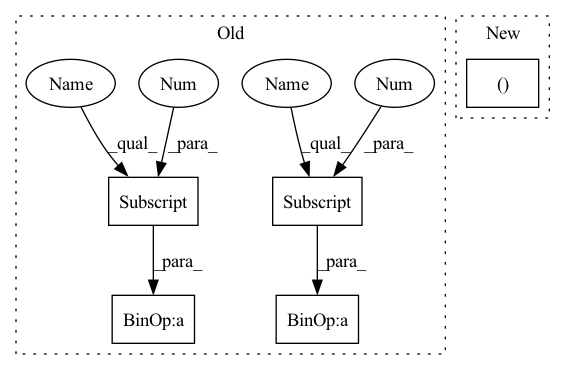 Old
New
Name
Num
Name
Num
()
_qual_
_para_
_qual_
_para_
Subscript
Subscript
_para_
_para_
BinOp:a
BinOp:a